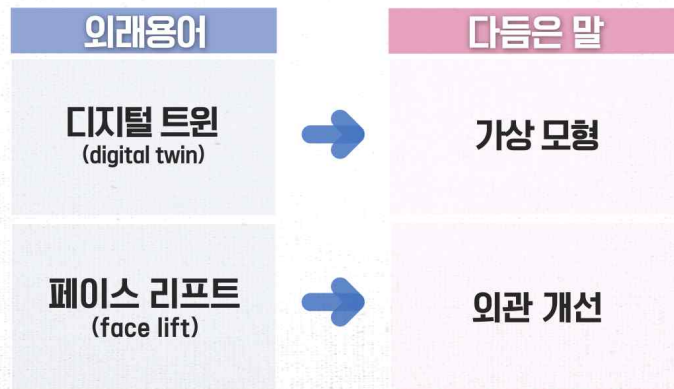 외래용어
다듬은 말
디지털 트윈
(digital twin)
가상 모형
페이스 리프트
(face lift)
외관 개선